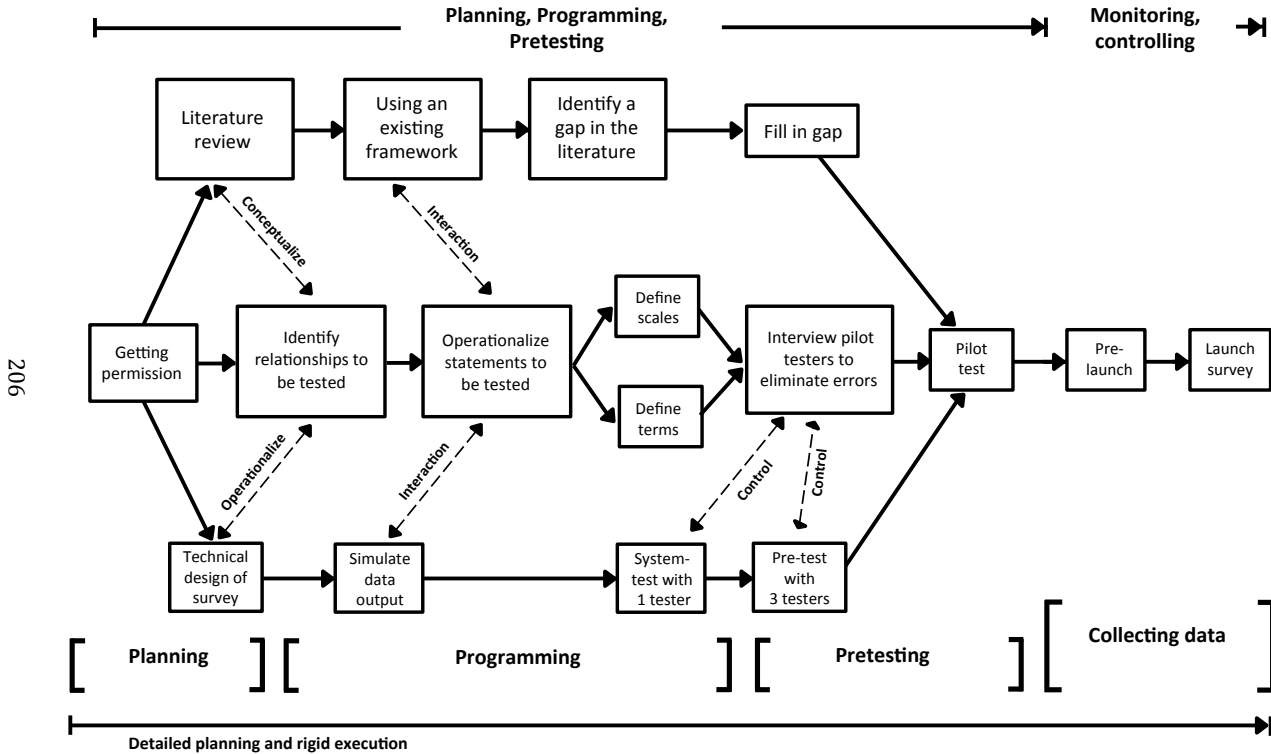 Planning, Programming,
Pretesting
Monitoring,
controlling
Literature
review
Using an
existing
framework
Identify a
gap in the
literature
Fill in gap
Conceptualize
Interaction
Getting
permission
Identify
relationships to
be tested
Operationalize
statements to
be tested
Define
scales
Define
terms
Interview pilot
testers to
eliminate errors
Pilot
test
Pre-
launch
Launch
survey
206
Operationalize
Interaction
Control
Control
Technical
design of
survey
Simulate
data
output
System-
test with
1 tester
Pre-test
with
3 testers
Planning
Programming
Pretesting
Collecting data
Detailed planning and rigid execution